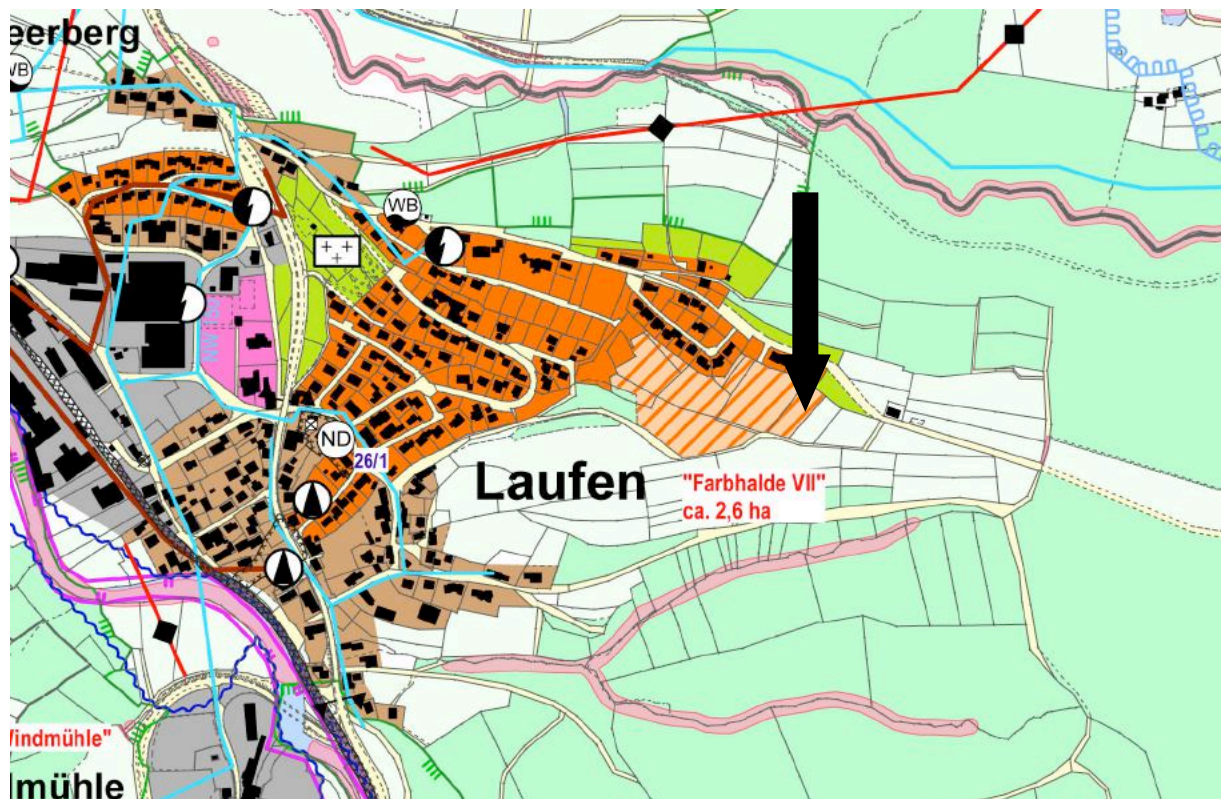 eerberg
WB
WB
ND
26/1
Laufen
"Farbhalde VII"
ca. 2,6 ha
Windmühle"
lmühle